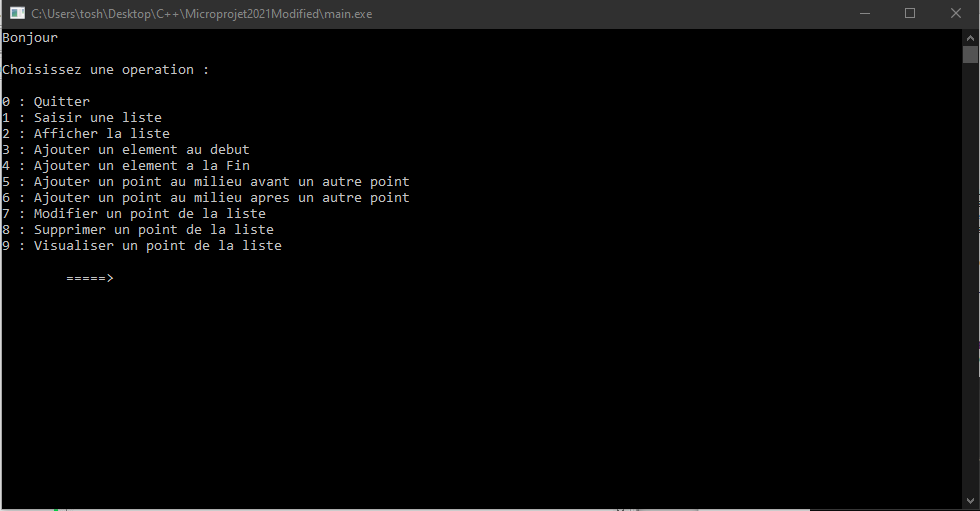 C:\Users\tosh\Desktop\C++\Microprojet2021Modified\main.exe
Bonjour
Choisissez une operation :
0 : Quitter
1 : Saisir une liste
2 : Afficher la liste
3 : Ajouter un element au debut
4 : Ajouter un element a la Fin
5 : Ajouter un point au milieu avant un autre point
6 : Ajouter un point au milieu apres un autre point
7 : Modifier un point de la liste
8 : Supprimer un point de la liste
9 : Visualiser un point de la liste
=====>